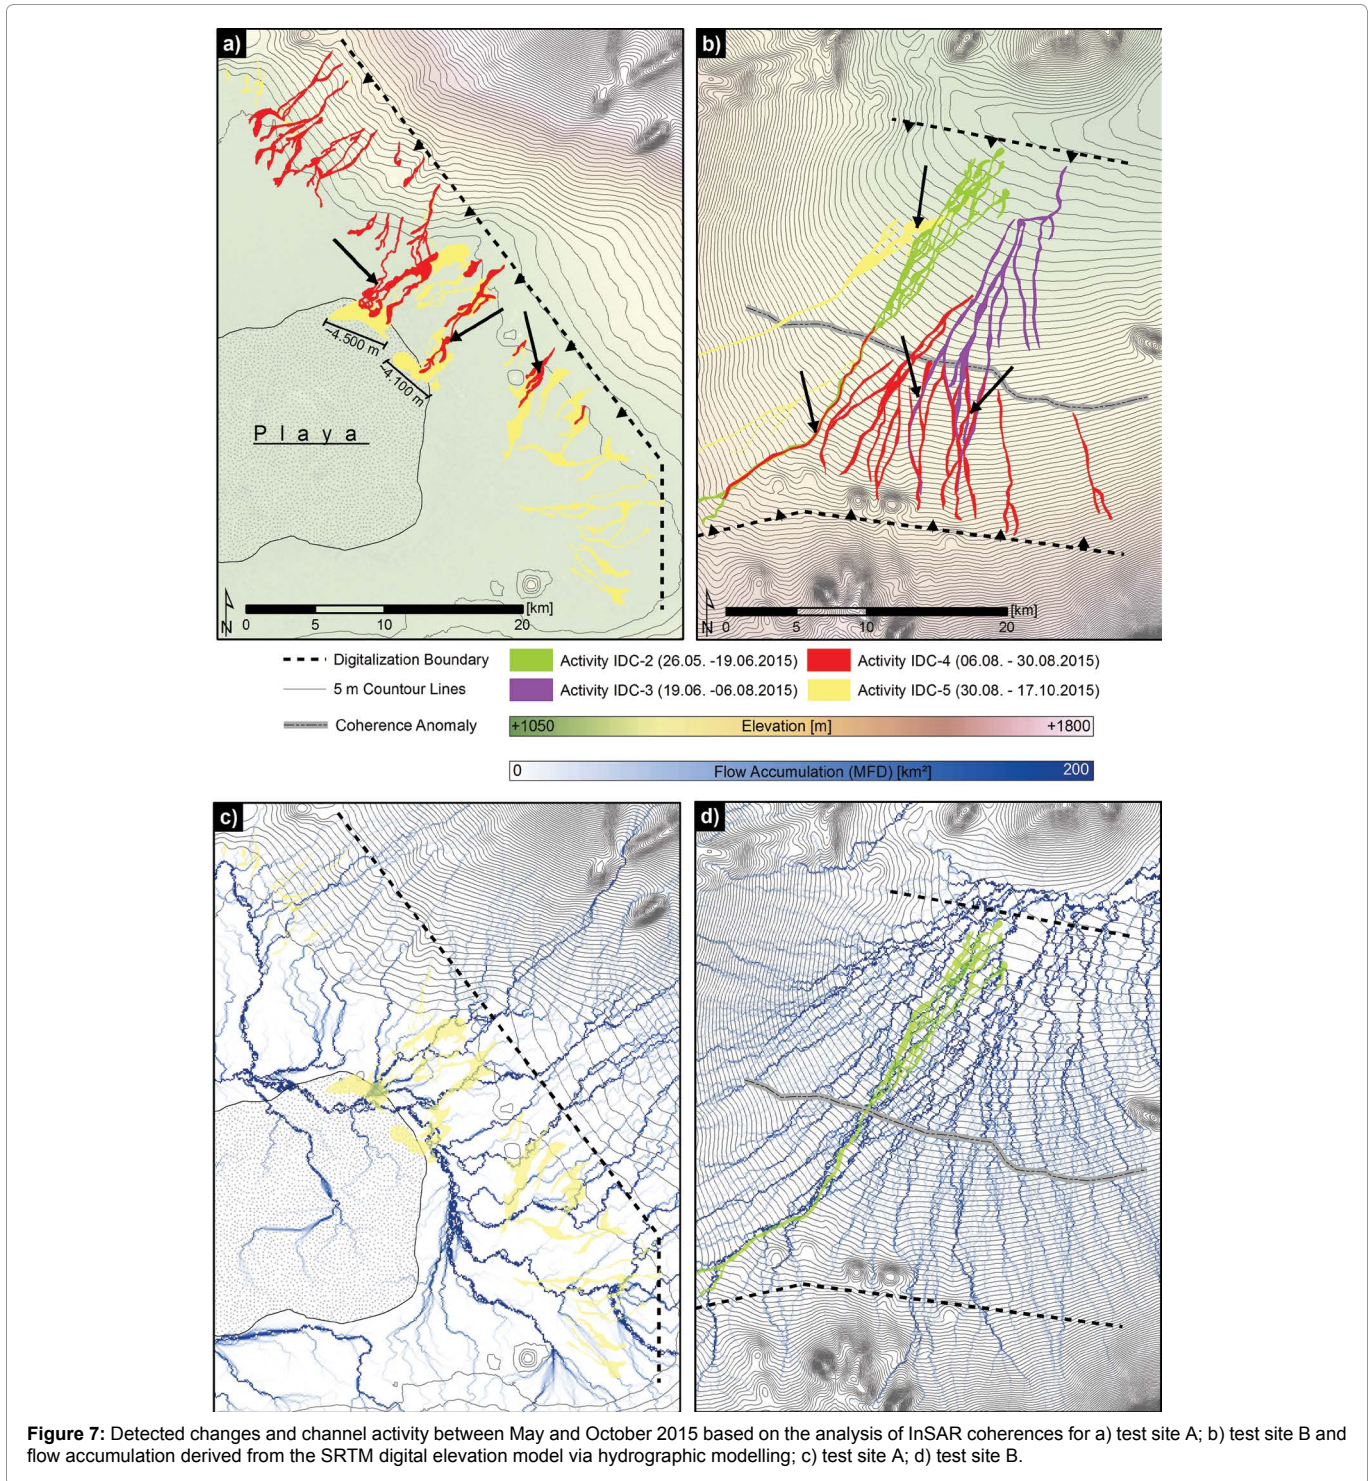 a)
~4.500 m
~4.100 m
Playa
N
0 5 10 20
[km]
b)
N
0 5 10 20
[km]
Digitalization Boundary
5 m Countour Lines
Coherence Anomaly
Activity IDC-2 (26.05. -19.06.2015)
Activity IDC-3 (19.06. -06.08.2015)
Activity IDC-4 (06.08. - 30.08.2015)
Activity IDC-5 (30.08. - 17.10.2015)
+1050 Elevation [m] +1800
0 Flow Accumulation (MFD) [km²] 200
c)
d)
Figure 7: Detected changes and channel activity between May and October 2015 based on the analysis of InSAR coherences for a) test site A; b) test site B and
flow accumulation derived from the SRTM digital elevation model via hydrographic modelling; c) test site A; d) test site B.